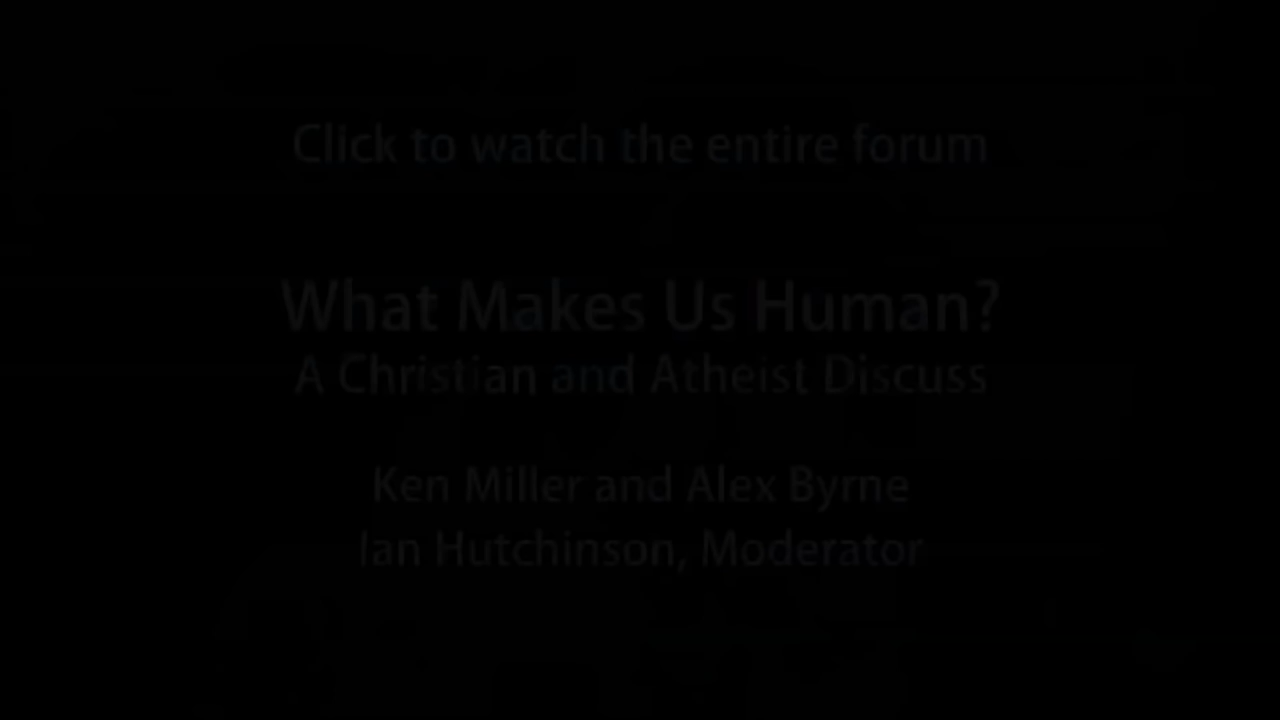 Click to watch the entire forum
What Makes Us Human?
A Christian and Atheist Discuss
Ken Miller and Alex Byrne
Ian Hutchinson, Moderator